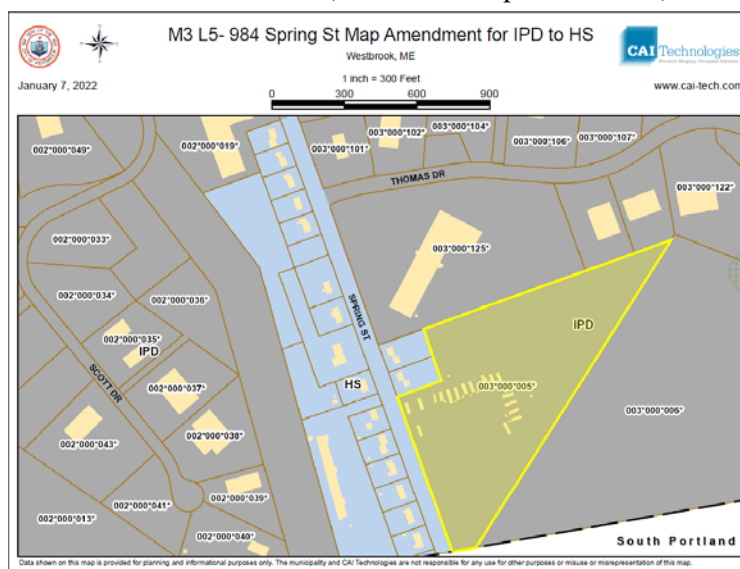 M3 L5- 984 Spring St Map Amendment for IPD to HS
Westbrook, ME
CAI Technologies
January 7, 2022
1 inch = 300 Feet
www.cai-tech.com
0 300 600 900
002°000°049°
002°000°019°
003°000°101°
003°000°102°
003°000°104°
003°000°106°
003°000°107°
THOMAS DR
003°000°122°
002°000°033°
003°000°125°
002°000°034°
002°000°036°
SPRING ST
IPD
002°000°035°
IPD
SCOTT DR
002°000°037°
HS
003°000°005°
003°000°006°
002°000°043°
002°000°038°
002°000°039°
002°000°041°
002°000°013°
002°000°040°
South Portland
Data shown on this map is provided for planning and informational purposes only. The municipality and CAI Technologies are not responsible for any use for other purposes or misuse or misrepresentation of this map.